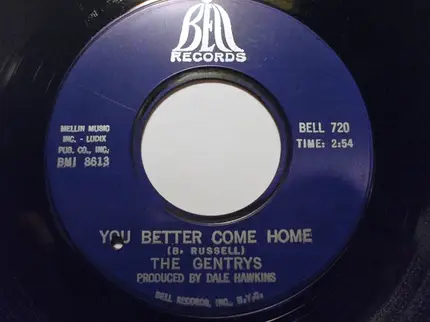 BELL
RECORDS
MELLIN MUSIC
INC. - LUDIX
PUB. CO., INC.
BMI 8613
BELL 720
TIME: 2:54
YOU BETTER COME HOME
(B. RUSSELL)
THE GENTRYS
PRODUCED BY DALE HAWKINS
BELL RECORDS, INC., N.Y.C.